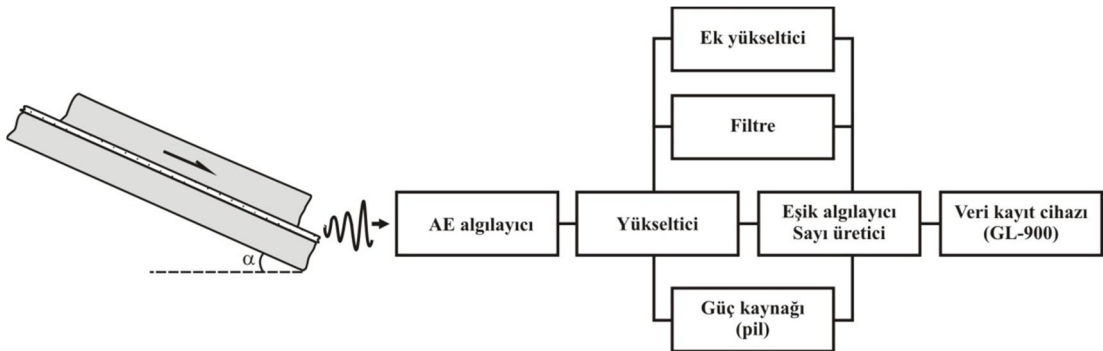 Ek yükseltici
Filtre
α
AE algılayıcı
Yükseltici
Eşik algılayıcı
Sayı üretici
Veri kayıt cihazı
(GL-900)
Güç kaynağı
(pil)